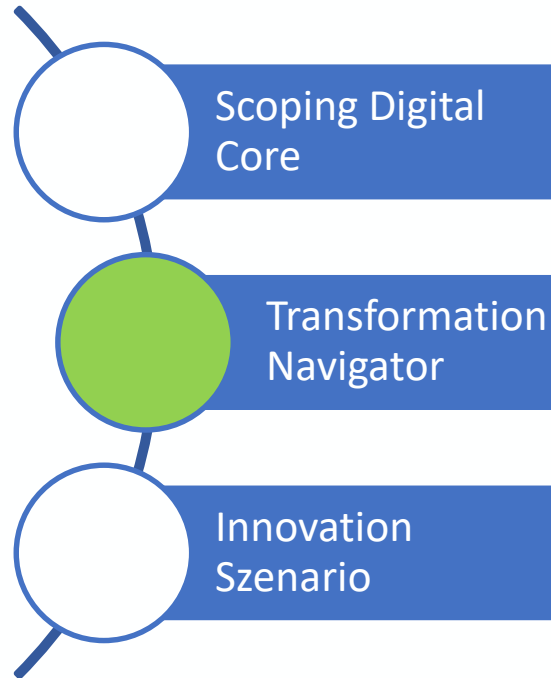 Scoping Digital
Core
Transformation
Navigator
Innovation
Szenario